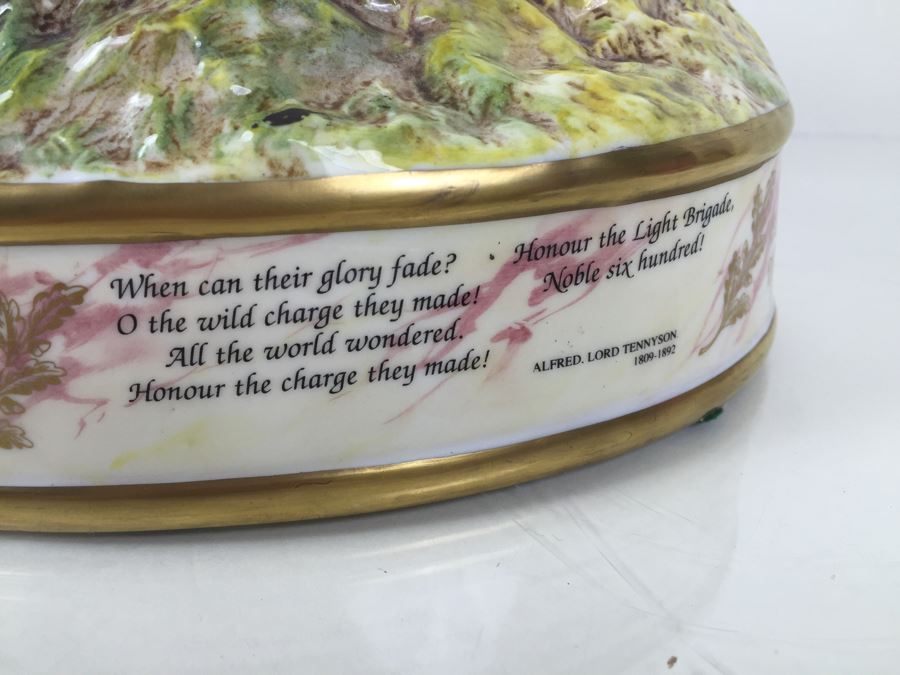 When can their glory fade?
O the wild charge they made!
All the world wondered.
Honour the charge they made!
Honour the Light Brigade,
Noble six hundred!
ALFRED. LORD TENNYSON
1809-1892